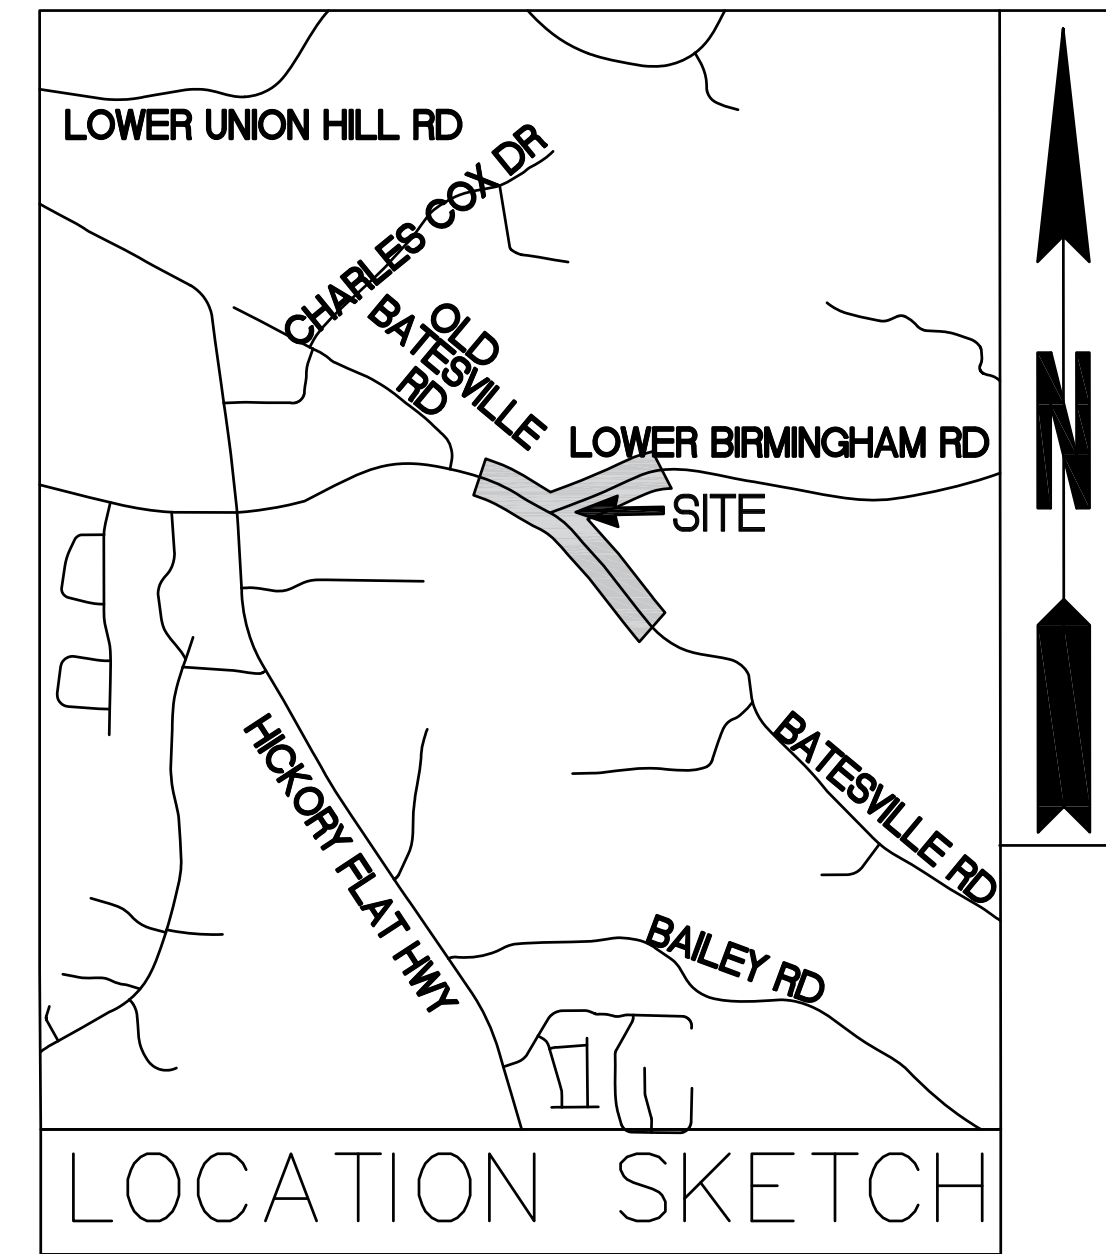 LOWER UNION HILL RD
CHARLES COX DR
OLD
BATESVILLE
RD
LOWER BIRMINGHAM RD
SITE
N
HICKORY FLAT HWY
BATESVILLE RD
BAILEY RD
LOCATION SKETCH